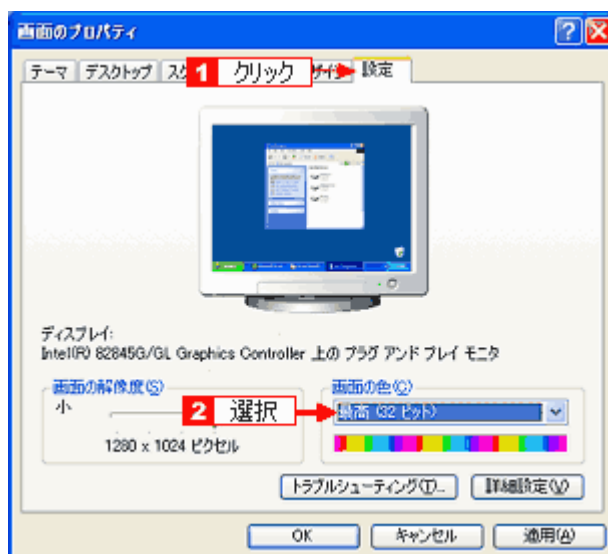 画面のプロパティ
テーマ デスクトップ スク 1 クリック ザイン 設定
ディスプレイ:
Intel(R) 82845G/GL Graphics Controller 上の プラグ アンド プレイ モニタ
画面の解像度(S) 画面の色(C)
小 2 選択 最高 (32 ビット)
1280 x 1024 ピクセル
トラブルシューティング(T)... 詳細設定(V)
OK キャンセル 適用(A)